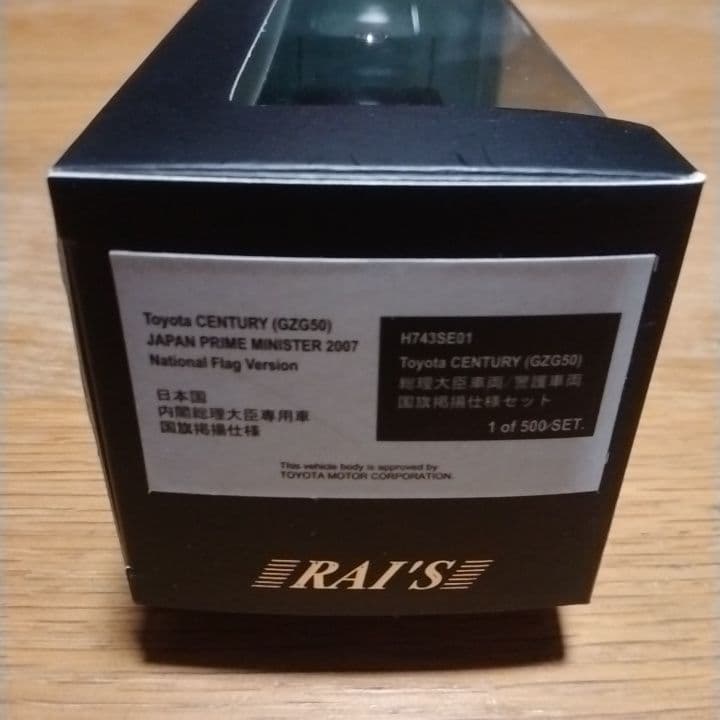 Toyota CENTURY (GZG50)
JAPAN PRIME MINISTER 2007
National Flag Version
日本国
内閣総理大臣専用車
国旗掲揚仕様
H743SE01
Toyota CENTURY (GZG50)
総理大臣車両/警護車両
国旗掲揚仕様セット
1 of 500 SET.
This vehicle body is approved by
TOYOTA MOTOR CORPORATION.
RAI'S